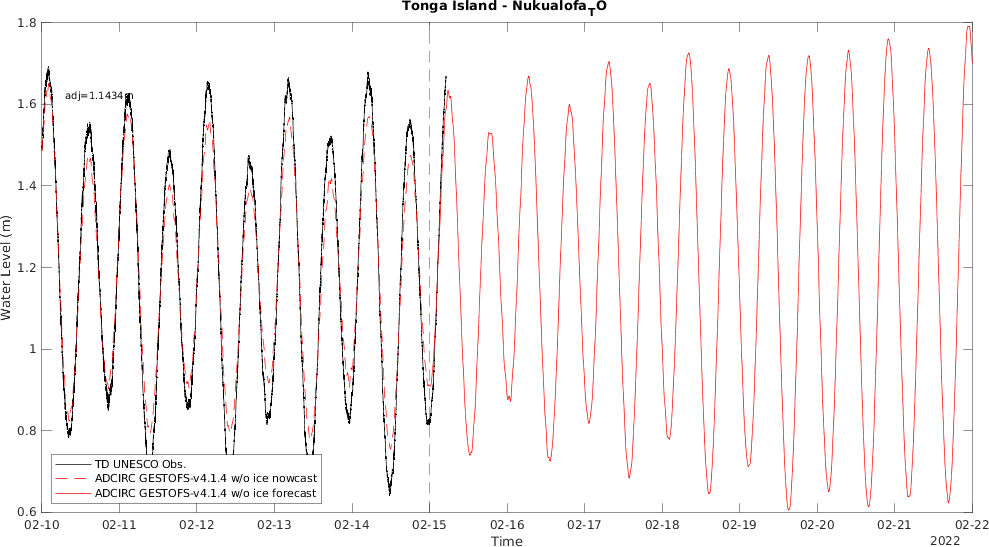 Tonga Island - NukualofaTO
1.8
adj=1.1434 m
1.6
1.4
1.2
1
0.8
0.6
Water Level (m)
TD UNESCO Obs.
ADCIRC GESTOFS-v4.1.4 w/o ice nowcast
ADCIRC GESTOFS-v4.1.4 w/o ice forecast
02-10 02-11 02-12 02-13 02-14 02-15 02-16 02-17 02-18 02-19 02-20 02-21 02-22
Time
2022